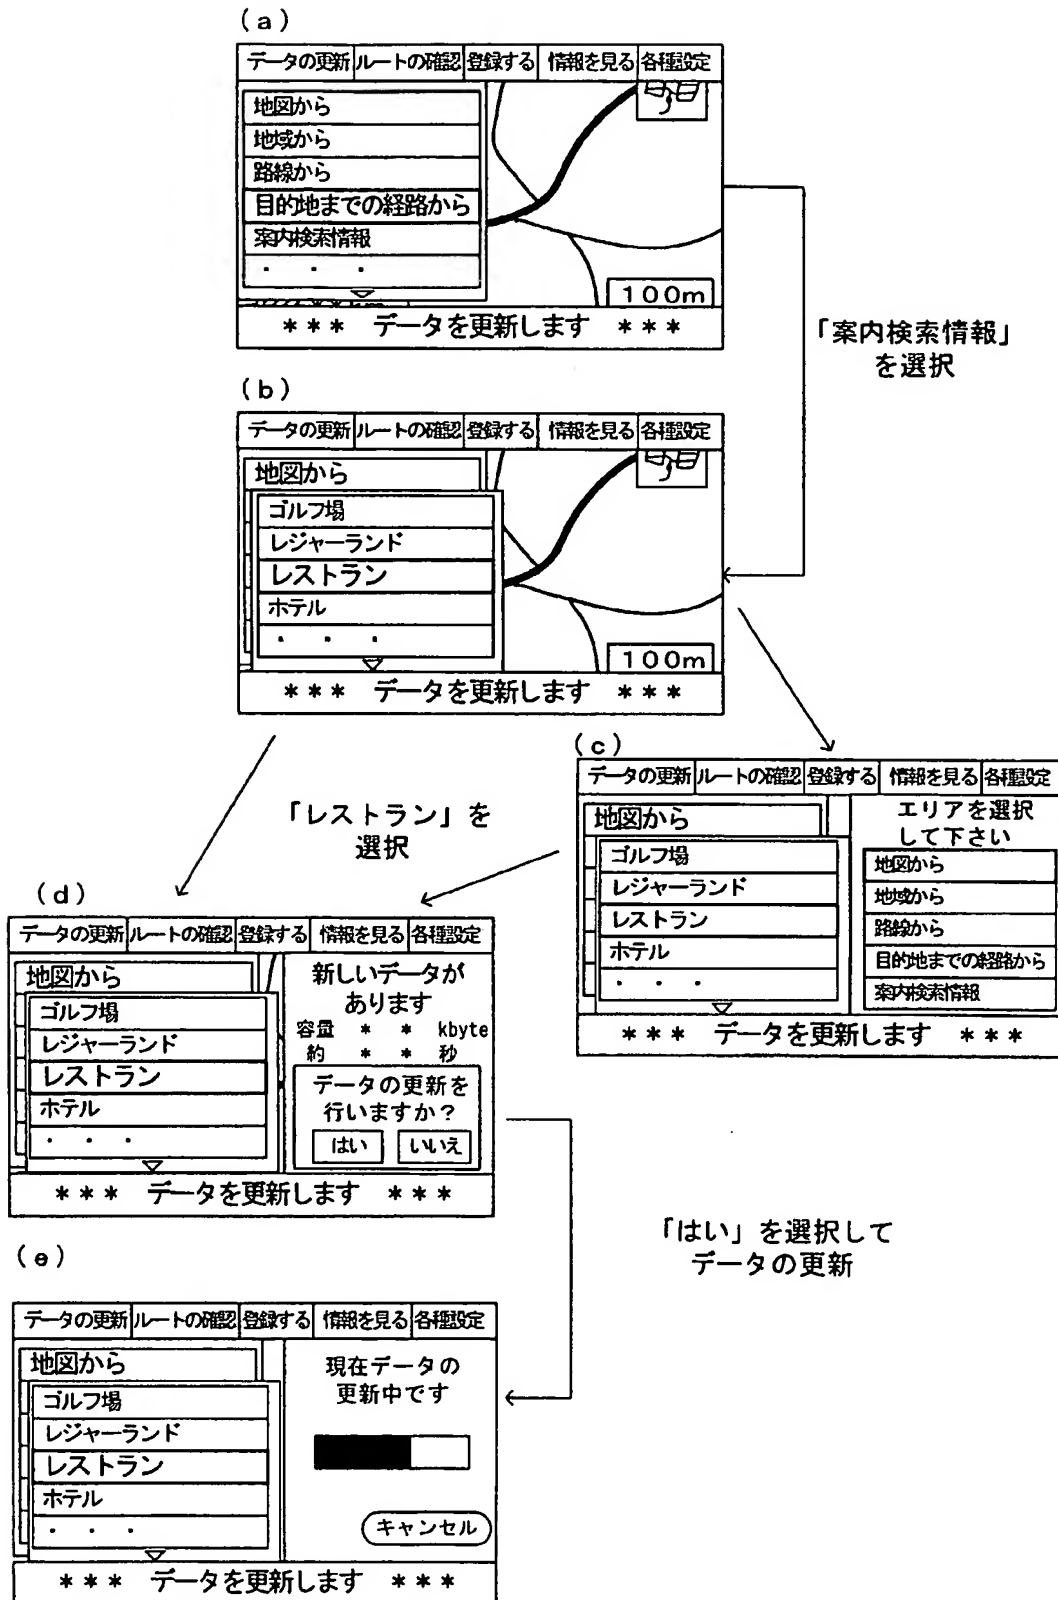 (a)
データの更新 ルートの確認 登録する 情報を見る 各種設定
地図から
地域から
路線から
目的地までの経路から
案内検索情報
・ ・ ・
100m
*** データを更新します ***
「案内検索情報」
を選択
(b)
データの更新 ルートの確認 登録する 情報を見る 各種設定
地図から
ゴルフ場
レジャーランド
レストラン
ホテル
・ ・ ・
100m
*** データを更新します ***
「レストラン」を
選択
(c)
データの更新 ルートの確認 登録する 情報を見る 各種設定
地図から
ゴルフ場
レジャーランド
レストラン
ホテル
・ ・ ・
エリアを選択
して下さい
地図から
地域から
路線から
目的地までの経路から
案内検索情報
*** データを更新します ***
(d)
データの更新 ルートの確認 登録する 情報を見る 各種設定
地図から
ゴルフ場
レジャーランド
レストラン
ホテル
・ ・ ・
新しいデータが
あります
容量 * * kbyte
約 * * 秒
データの更新を
行いますか?
はい いいえ
*** データを更新します ***
「はい」を選択して
データの更新
(e)
データの更新 ルートの確認 登録する 情報を見る 各種設定
地図から
ゴルフ場
レジャーランド
レストラン
ホテル
・ ・ ・
現在データの
更新中です
キャンセル
*** データを更新します ***